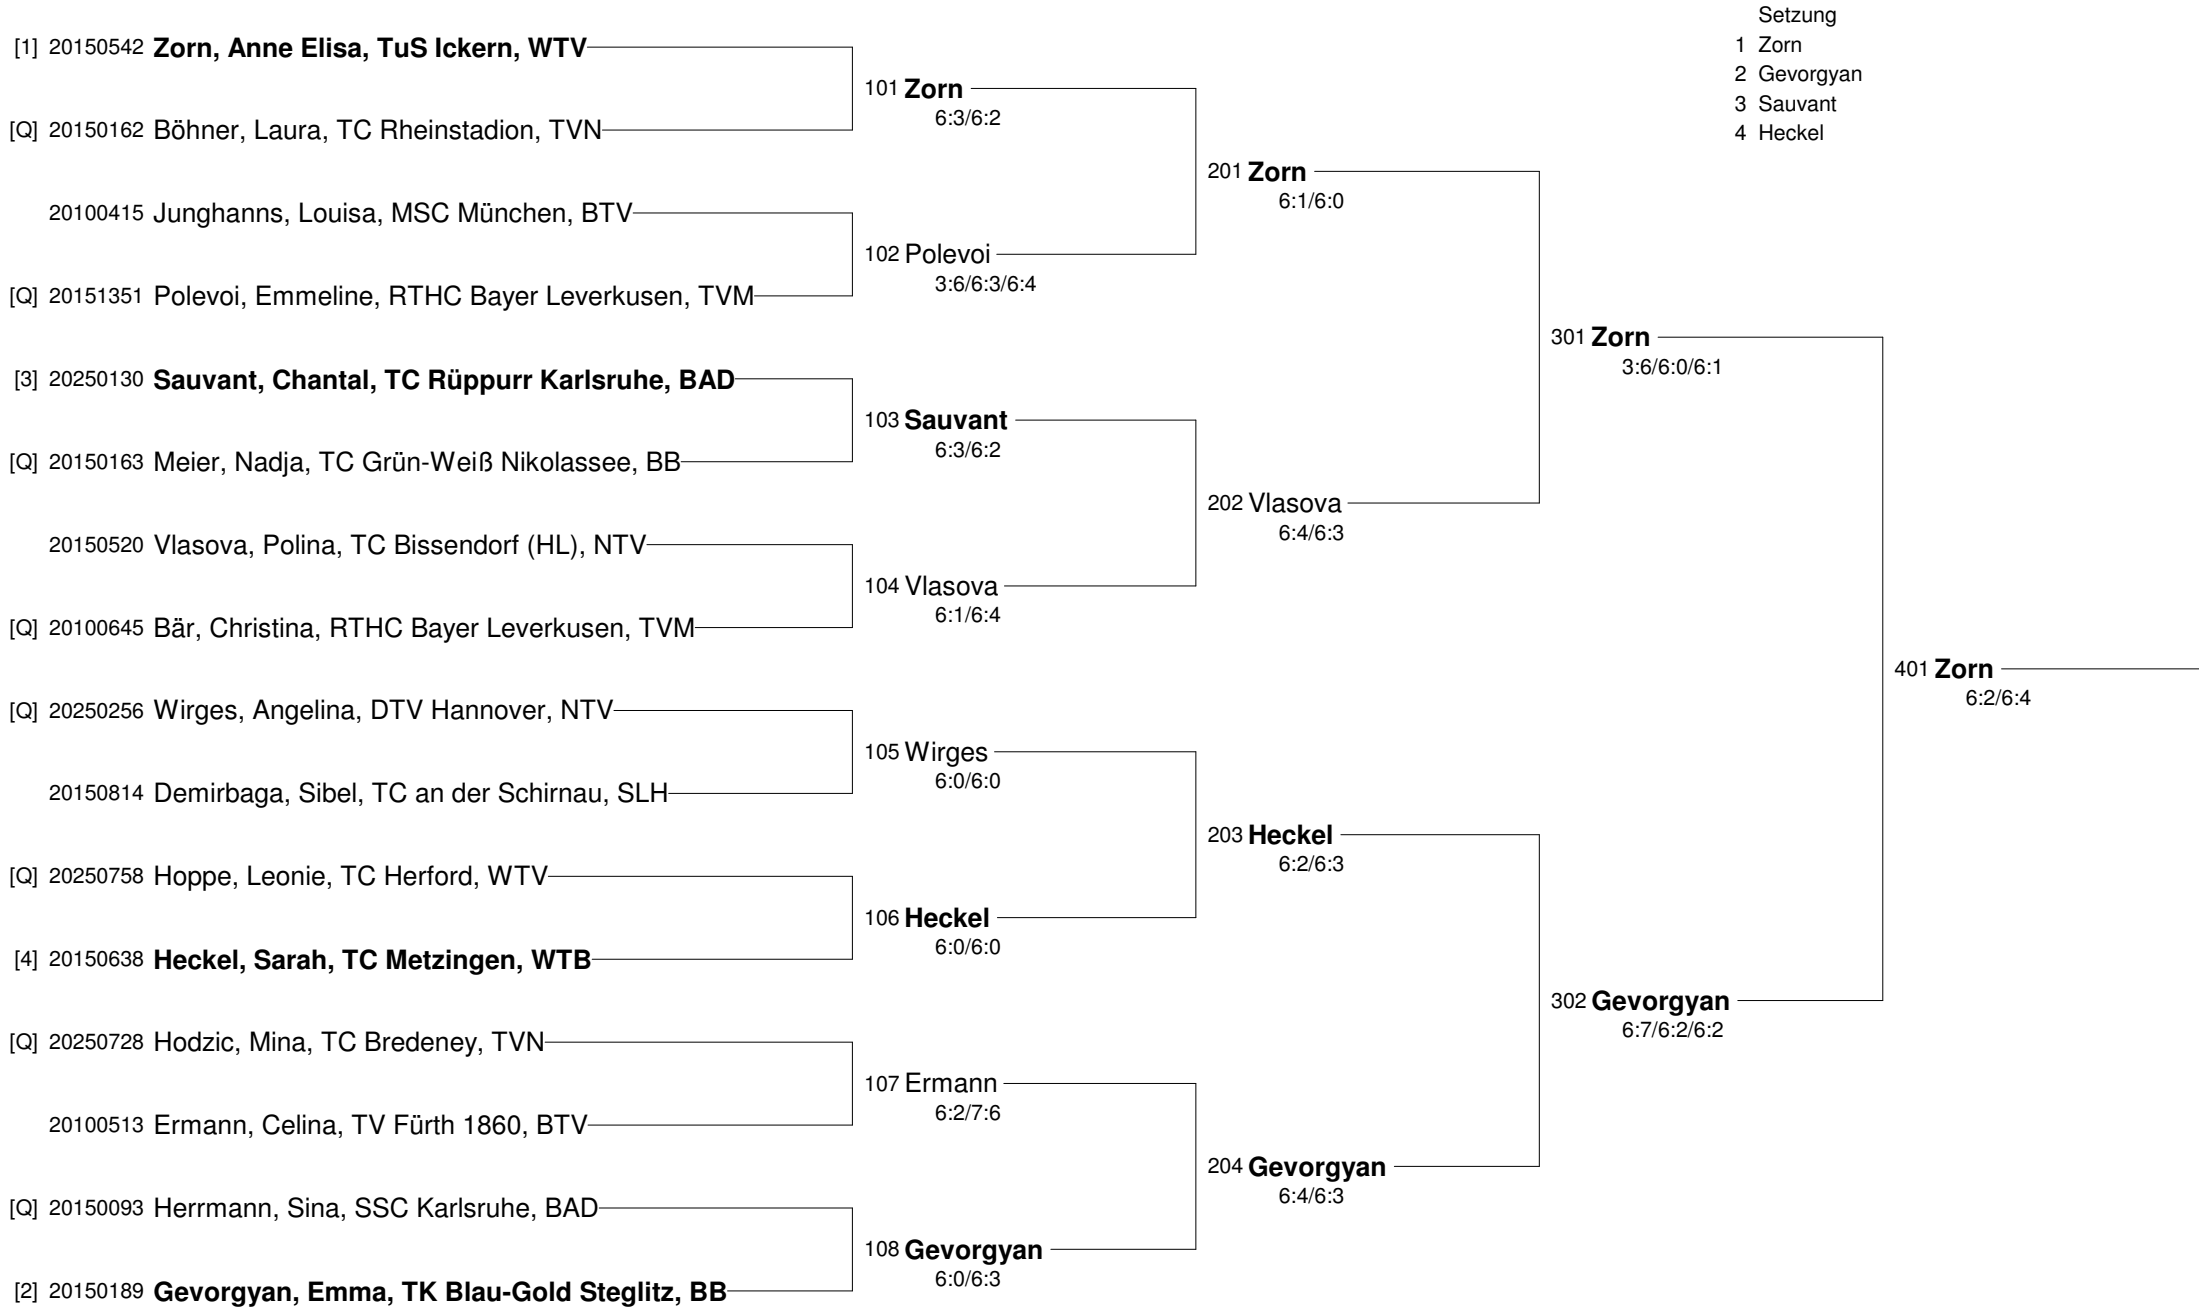 Setzung
1 Zorn
2 Gevorgyan
3 Sauvant
4 Heckel
[1] 20150542 Zorn, Anne Elisa, TuS Ickern, WTV
101 Zorn
6:3/6:2
[Q] 20150162 Böhner, Laura, TC Rheinstadion, TVN
201 Zorn
6:1/6:0
20100415 Junghanns, Louisa, MSC München, BTV
102 Polevoi
3:6/6:3/6:4
[Q] 20151351 Polevoi, Emmeline, RTHC Bayer Leverkusen, TVM
301 Zorn
3:6/6:0/6:1
[3] 20250130 Sauvant, Chantal, TC Rüppurr Karlsruhe, BAD
103 Sauvant
6:3/6:2
[Q] 20150163 Meier, Nadja, TC Grün-Weiß Nikolassee, BB
202 Vlasova
6:4/6:3
20150520 Vlasova, Polina, TC Bissendorf (HL), NTV
104 Vlasova
6:1/6:4
[Q] 20100645 Bär, Christina, RTHC Bayer Leverkusen, TVM
401 Zorn
6:2/6:4
[Q] 20250256 Wirges, Angelina, DTV Hannover, NTV
105 Wirges
6:0/6:0
20150814 Demirbaga, Sibel, TC an der Schirnau, SLH
203 Heckel
6:2/6:3
[Q] 20250758 Hoppe, Leonie, TC Herford, WTV
106 Heckel
6:0/6:0
[4] 20150638 Heckel, Sarah, TC Metzingen, WTB
302 Gevorgyan
6:7/6:2/6:2
[Q] 20250728 Hodzic, Mina, TC Bredeney, TVN
107 Ermann
6:2/7:6
20100513 Ermann, Celina, TV Fürth 1860, BTV
204 Gevorgyan
6:4/6:3
[Q] 20150093 Herrmann, Sina, SSC Karlsruhe, BAD
108 Gevorgyan
6:0/6:3
[2] 20150189 Gevorgyan, Emma, TK Blau-Gold Steglitz, BB